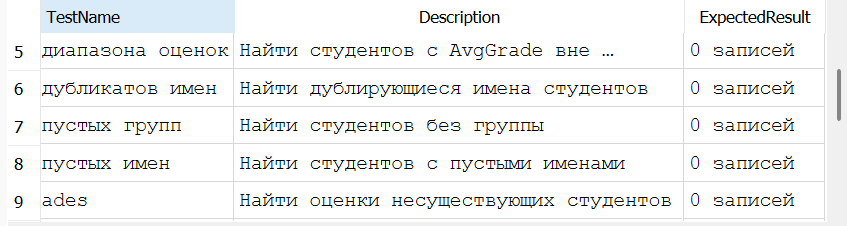 TestName Description ExpectedResult
5 диапазона оценок Найти студентов с AvgGrade вне … 0 записей
6 дубликатов имен Найти дублирующиеся имена студентов 0 записей
7 пустых групп Найти студентов без группы 0 записей
8 пустых имен Найти студентов с пустыми именами 0 записей
9 ades Найти оценки несуществующих студентов 0 записей